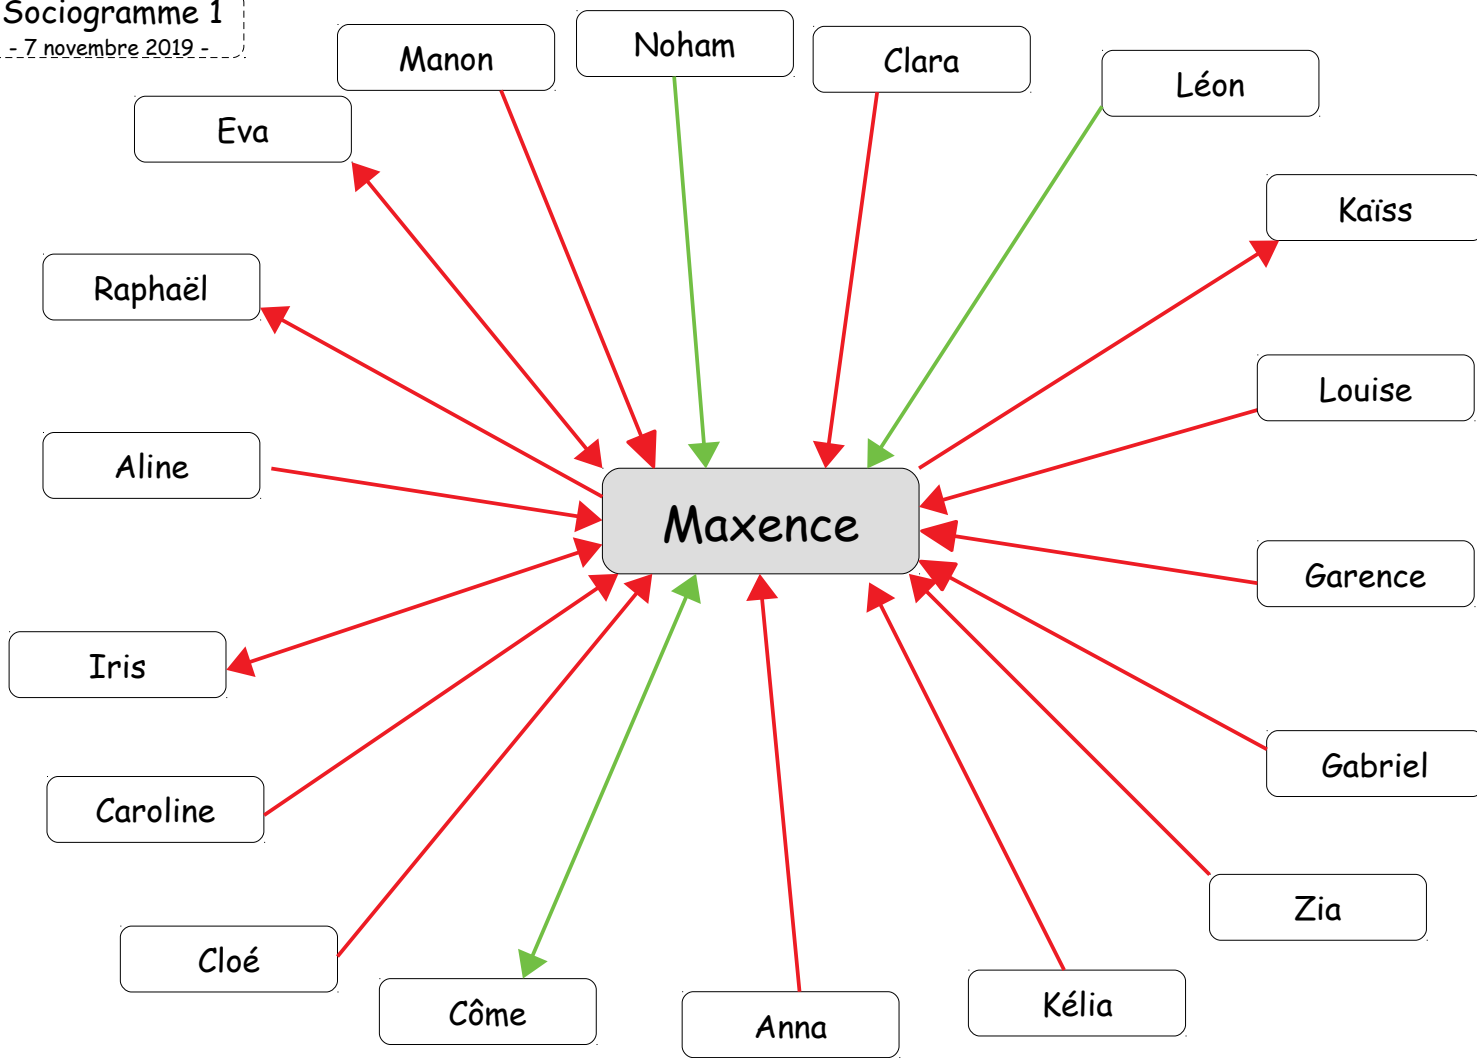 Sociogramme 1
- 7 novembre 2019 -
Manon
Noham
Clara
Léon
Eva
Kaïss
Raphaël
Louise
Aline
Maxence
Garence
Iris
Gabriel
Caroline
Zia
Cloé
Côme
Anna
Kélia